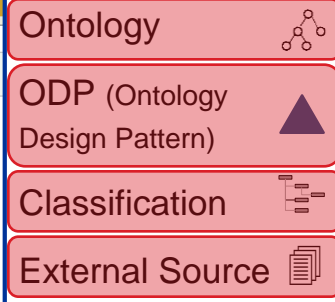 Ontology
ODP (Ontology
Design Pattern)
Classification
External Source